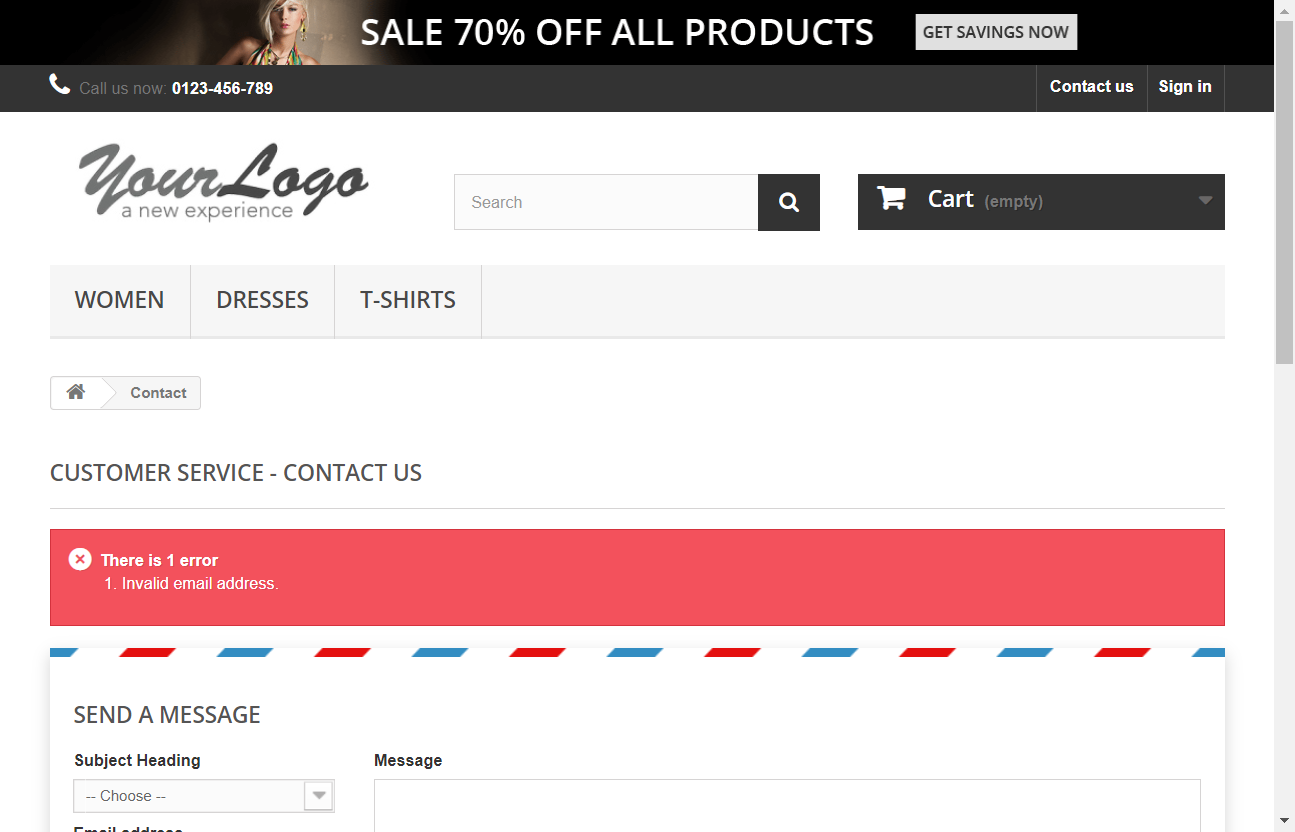 SALE 70% OFF ALL PRODUCTS GET SAVINGS NOW
Call us now: 0123-456-789 Contact us Sign in
YourLogo
a new experience
Search
Cart (empty)
WOMEN DRESSES T-SHIRTS
Contact
CUSTOMER SERVICE - CONTACT US
There is 1 error
1. Invalid email address.
SEND A MESSAGE
Subject Heading Message
-- Choose --
Email address